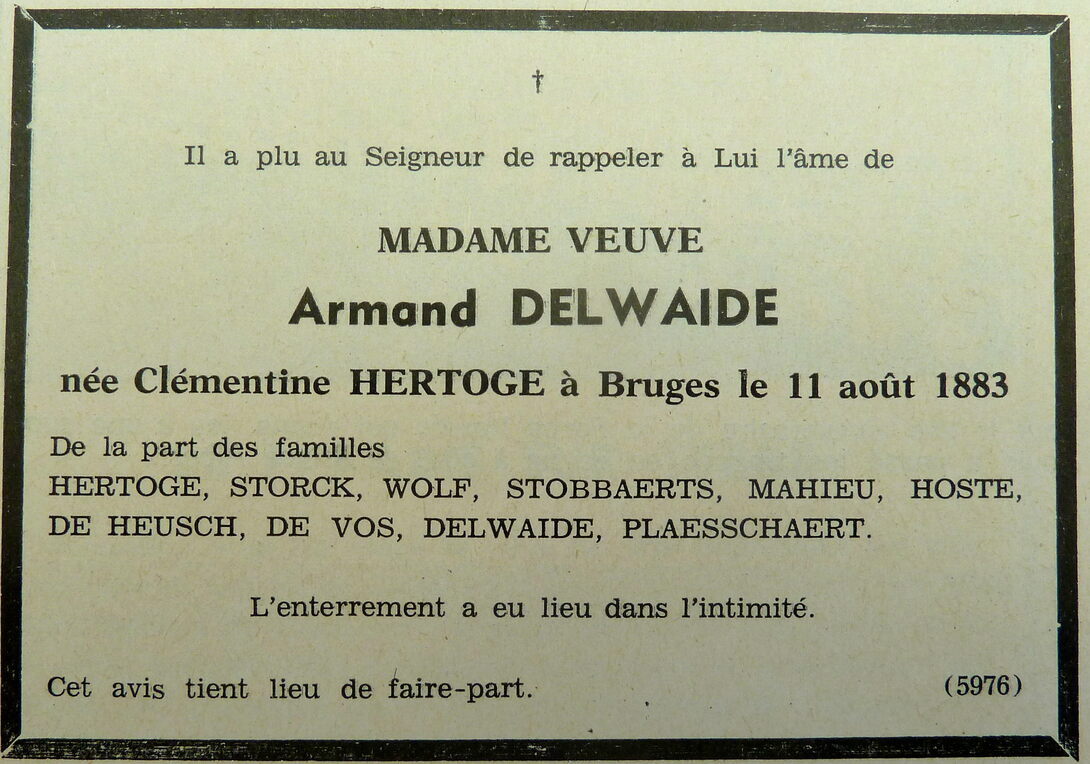 †
Il a plu au Seigneur de rappeler à Lui l'âme de
MADAME VEUVE
Armand DELWAIDE
née Clémentine HERTOGE à Bruges le 11 août 1883
De la part des familles
HERTOGE, STORCK, WOLF, STOBBAERTS, MAHIEU, HOSTE,
DE HEUSCH, DE VOS, DELWAIDE, PLAESSCHAERT.
L'enterrement a eu lieu dans l'intimité.
Cet avis tient lieu de faire-part. (5976)